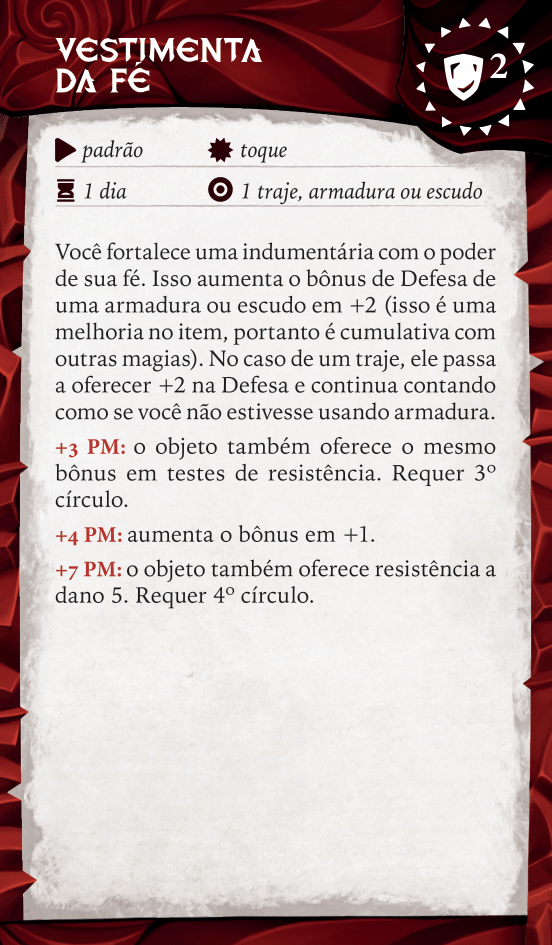 VESTIMENTA
DA FÉ
2
padrão
toque
1 dia
1 traje, armadura ou escudo
Você fortalece uma indumentária com o poder
de sua fé. Isso aumenta o bônus de Defesa de
uma armadura ou escudo em +2 (isso é uma
melhoria no item, portanto é cumulativa com
outras magias). No caso de um traje, ele passa
a oferecer +2 na Defesa e continua contando
como se você não estivesse usando armadura.
+3 PM: o objeto também oferece o mesmo
bônus em testes de resistência. Requer 3º
círculo.
+4 PM: aumenta o bônus em +1.
+7 PM: o objeto também oferece resistência a
dano 5. Requer 4º círculo.